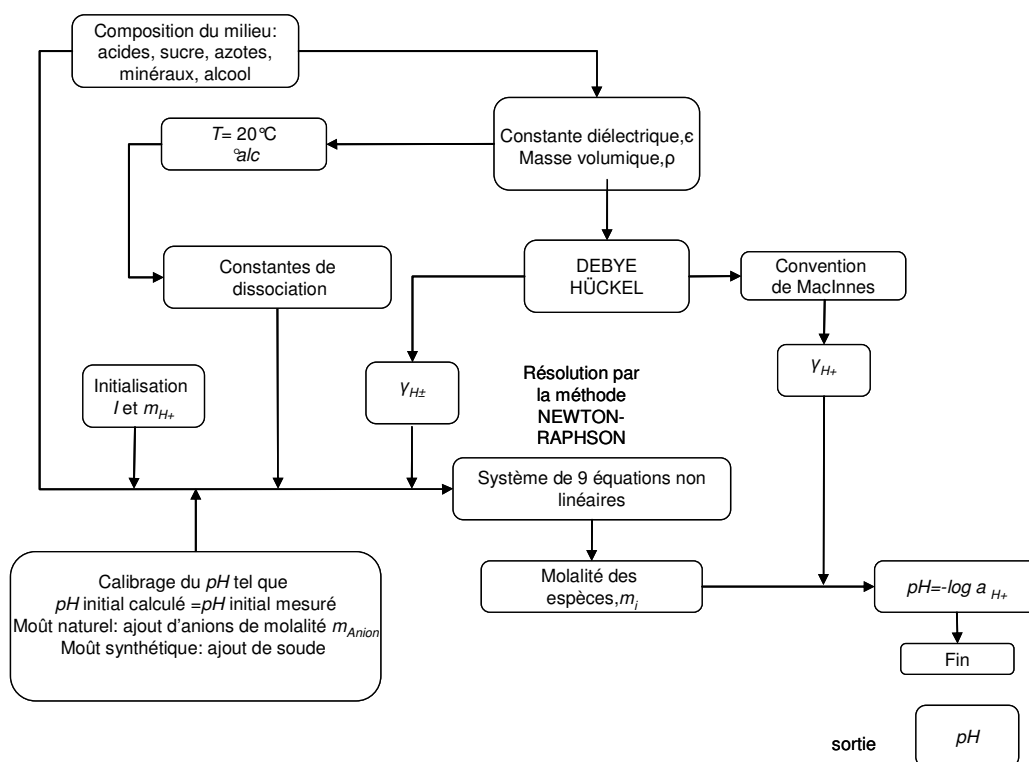 Composition du milieu:
acides, sucre, azotes,
minéraux, alcool
T= 20°C
°alc
Constante diélectrique,ϵ
Masse volumique,ρ
Constantes de
dissociation
DEBYE
HÜCKEL
Convention
de MacInnes
Initialisation
I et mH+
γH±
Résolution par
la méthode
NEWTON-
RAPHSON
γH+
Système de 9 équations non
linéaires
Calibrage du pH tel que
pH initial calculé =pH initial mesuré
Moût naturel: ajout d'anions de molalité mAnion
Moût synthétique: ajout de soude
Molalité des
espèces,mi
pH=-log a H+
Fin
sortie
pH